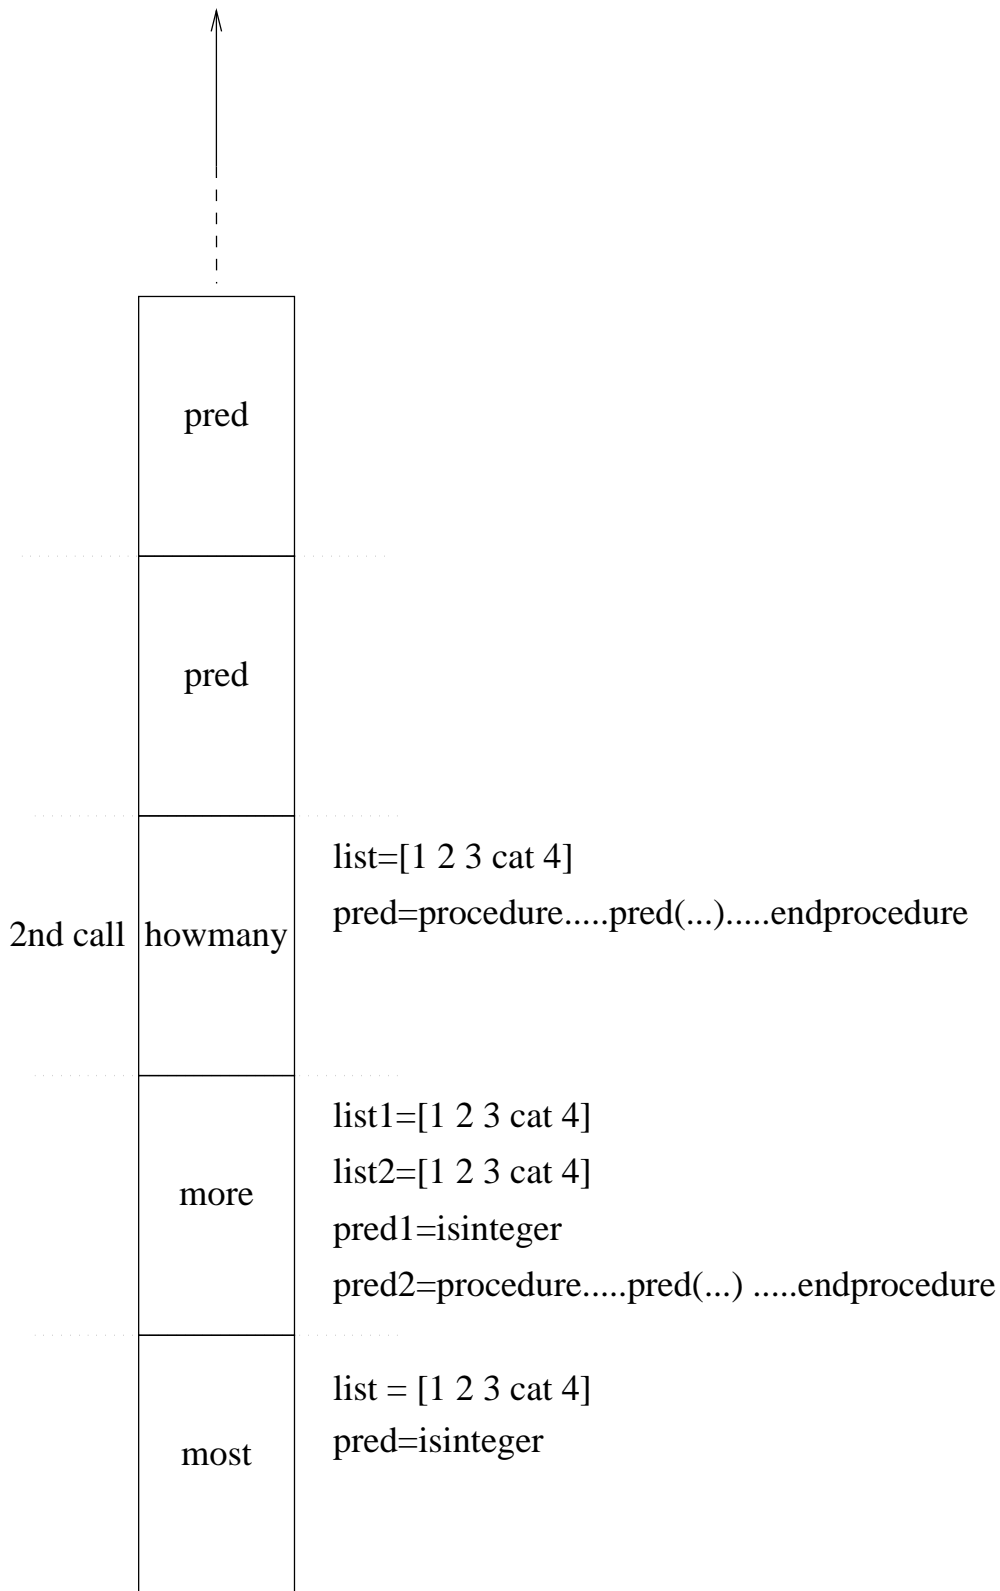 pred
pred
list=[1 2 3 cat 4]
pred=procedure.....pred(...).....endprocedure
2nd call
howmany
list1=[1 2 3 cat 4]
list2=[1 2 3 cat 4]
more
pred1=isinteger
pred2=procedure.....pred(...) .....endprocedure
list = [1 2 3 cat 4]
pred=isinteger
most